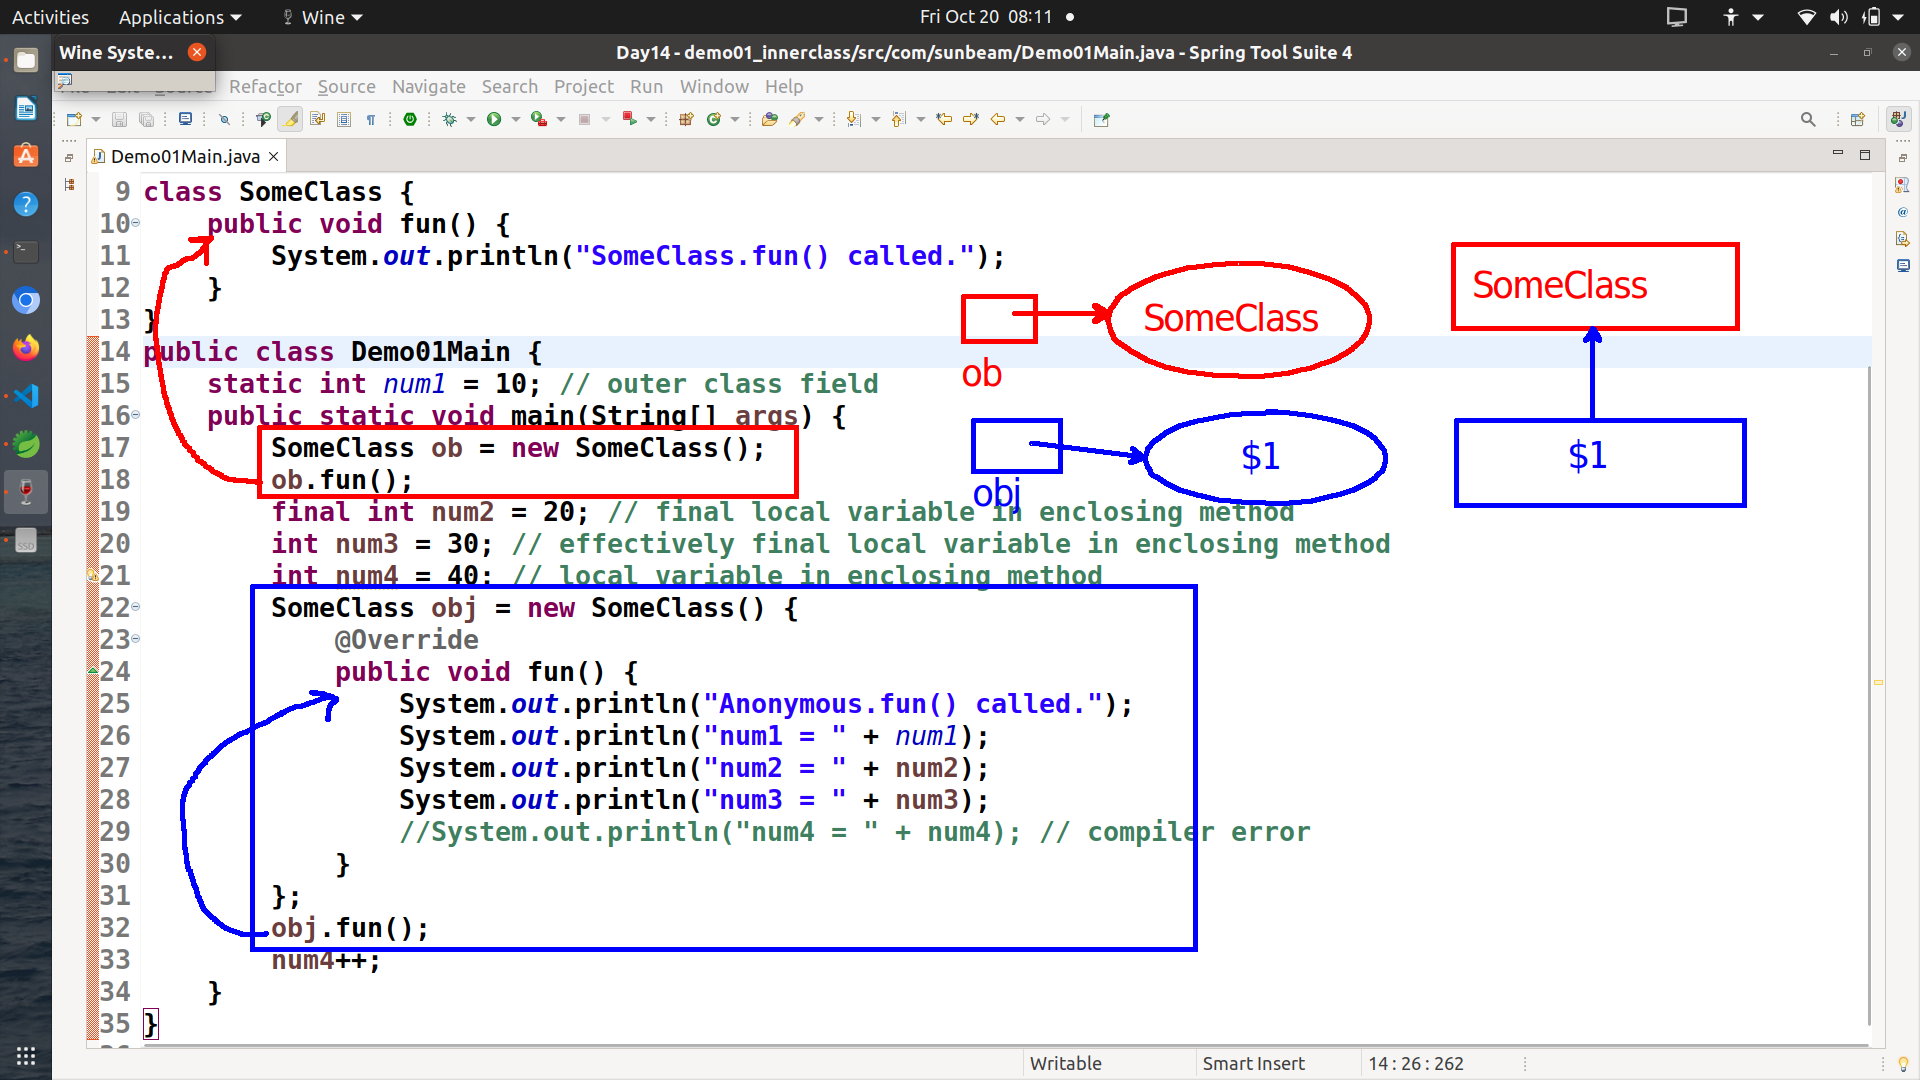 Activities Applications Wine Fri Oct 20 08:11
Wine Syste... Day14 - demo01_innerclass/src/com/sunbeam/Demo01Main.java - Spring Tool Suite 4
Refactor Source Navigate Search Project Run Window Help
Demo01Main.java
9 class SomeClass {
10 public void fun() {
11 System.out.println("SomeClass.fun() called.");
12 }
13 }
14 public class Demo01Main {
15 static int num1 = 10; // outer class field
16 public static void main(String[] args) {
17 SomeClass ob = new SomeClass();
18 ob.fun();
19 final int num2 = 20; // final local variable in enclosing method
20 int num3 = 30; // effectively final local variable in enclosing method
21 int num4 = 40; // local variable in enclosing method
22 SomeClass obj = new SomeClass() {
23 @Override
24 public void fun() {
25 System.out.println("Anonymous.fun() called.");
26 System.out.println("num1 = " + num1);
27 System.out.println("num2 = " + num2);
28 System.out.println("num3 = " + num3);
29 //System.out.println("num4 = " + num4); // compiler error
30 }
31 };
32 obj.fun();
33 num4++;
34 }
35 }
SomeClass
ob
SomeClass
$1
obj
$1
Writable Smart Insert 14 : 26 : 262